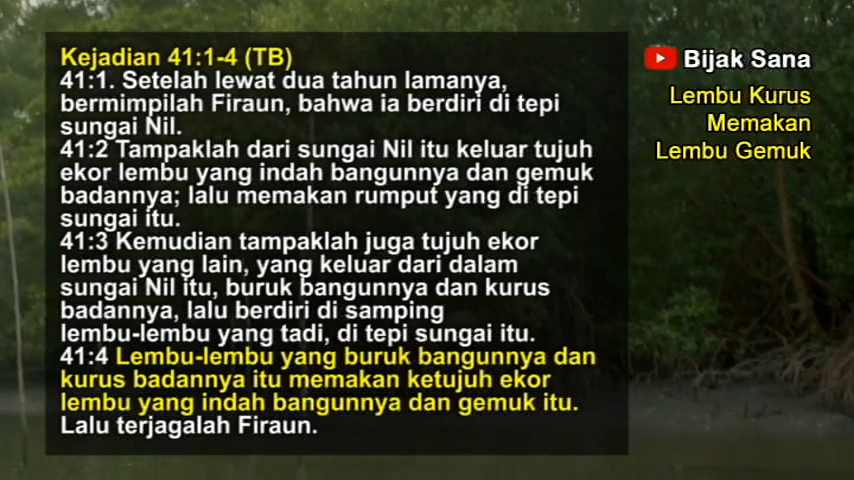 Kejadian 41:1-4 (TB)
41:1. Setelah lewat dua tahun lamanya,
bermimpilah Firaun, bahwa ia berdiri di tepi
sungai Nil.
41:2 Tampaklah dari sungai Nil itu keluar tujuh
ekor lembu yang indah bangunnya dan gemuk
badannya; lalu memakan rumput yang di tepi
sungai itu.
41:3 Kemudian tampaklah juga tujuh ekor
lembu yang lain, yang keluar dari dalam
sungai Nil itu, buruk bangunnya dan kurus
badannya, lalu berdiri di samping
lembu-lembu yang tadi, di tepi sungai itu.
41:4 Lembu-lembu yang buruk bangunnya dan
kurus badannya itu memakan ketujuh ekor
lembu yang indah bangunnya dan gemuk itu.
Lalu terjagalah Firaun.
Bijak Sana
Lembu Kurus
Memakan
Lembu Gemuk